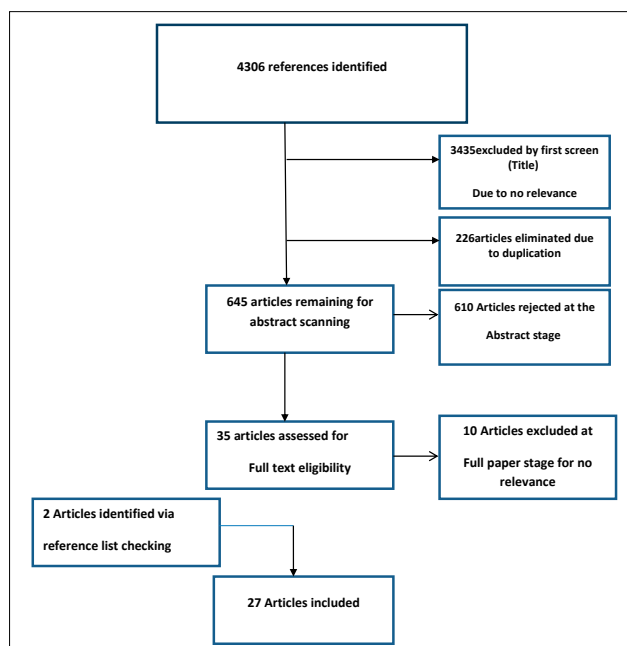 4306 references identified
3435excluded by first screen
(Title)
Due to no relevance
226articles eliminated due
to duplication
645 articles remaining for
abstract scanning
610 Articles rejected at the
Abstract stage
35 articles assessed for
Full text eligibility
10 Articles excluded at
Full paper stage for no
relevance
2 Articles identified via
reference list checking
27 Articles included